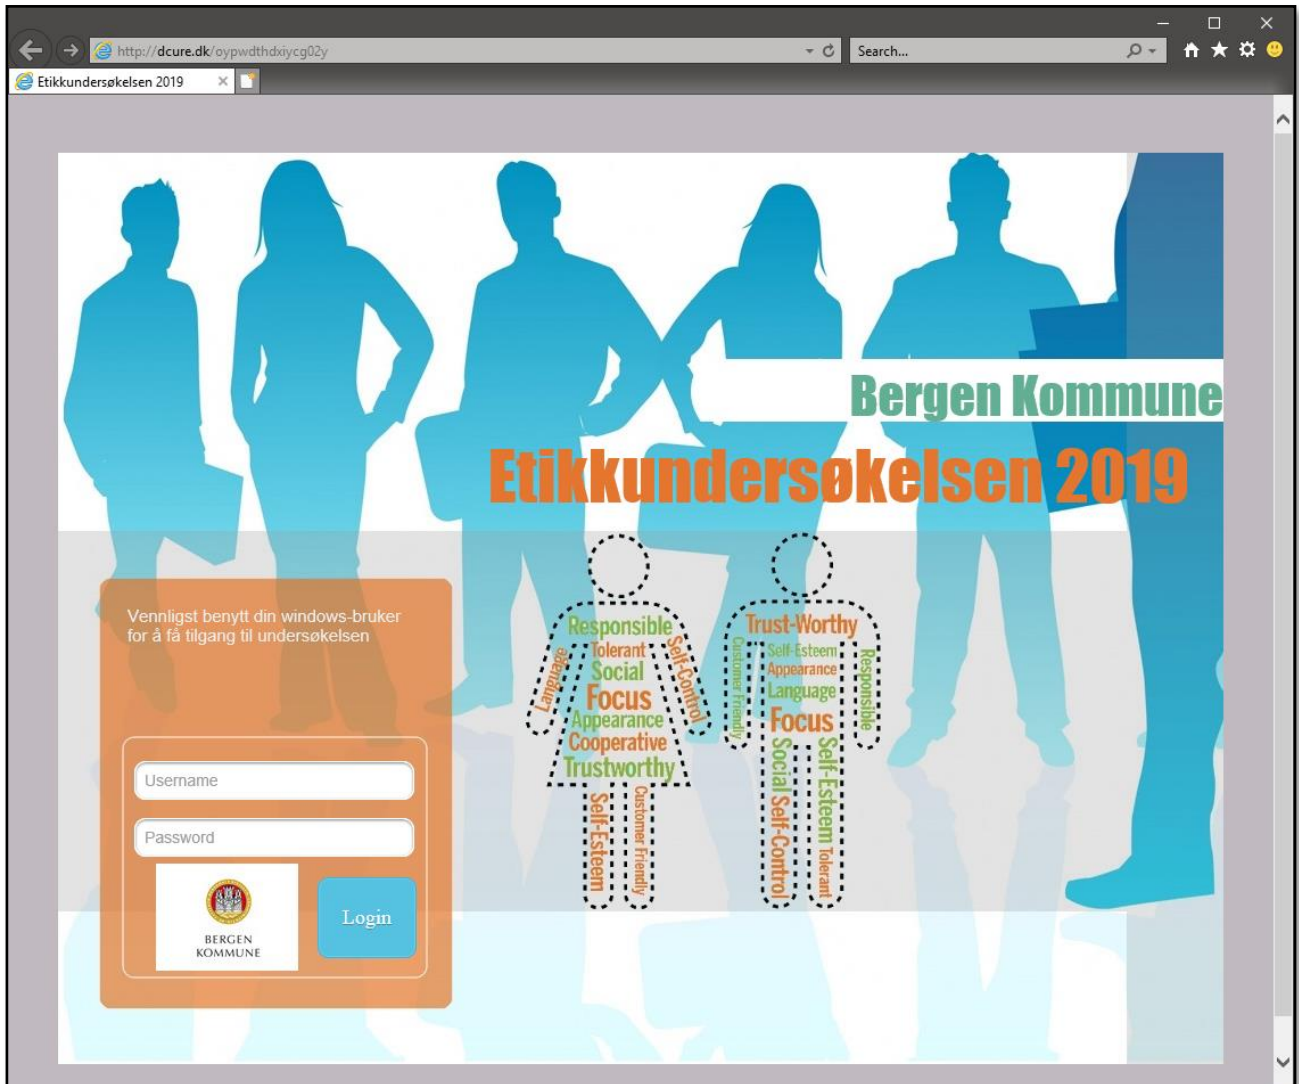 http://dcure.dk/oypwdthdxiycg02y
Search...
Etikkundersøkelsen 2019
Bergen Kommune
Etikkundersøkelsen 2019
Vennligst benytt din windows-bruker
for å få tilgang til undersøkelsen
Username
Password
BERGEN
KOMMUNE
Login
Responsible
Tolerant
Social
Language
Self-Control
Focus
Appearance
Cooperative
Trustworthy
Self-Esteem
Customer Friendly
Trust-Worthy
Customer Friendly
Self-Esteem
Appearance
Language
Responsible
Focus
Social
Self-Control
Self-Esteem
Tolerant